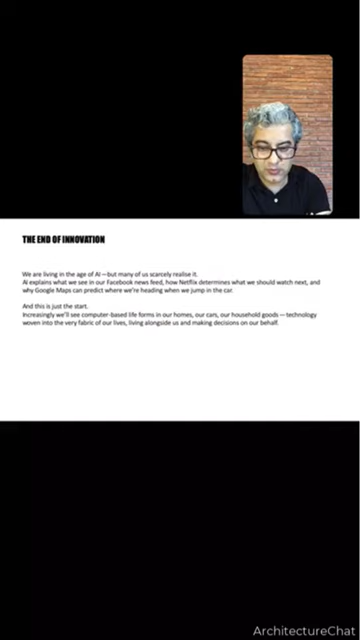 THE END OF INNOVATION
We are living in the age of AI—but many of us scarcely realise it.
AI explains what we see in our Facebook news feed, how Netflix determines what we should watch next, and
why Google Maps can predict where we're heading when we jump in the car.
And this is just the start.
Increasingly we'll see computer-based life forms in our homes, our cars, our household goods — technology
woven into the very fabric of our lives, living alongside us and making decisions on our behalf.
ArchitectureChat